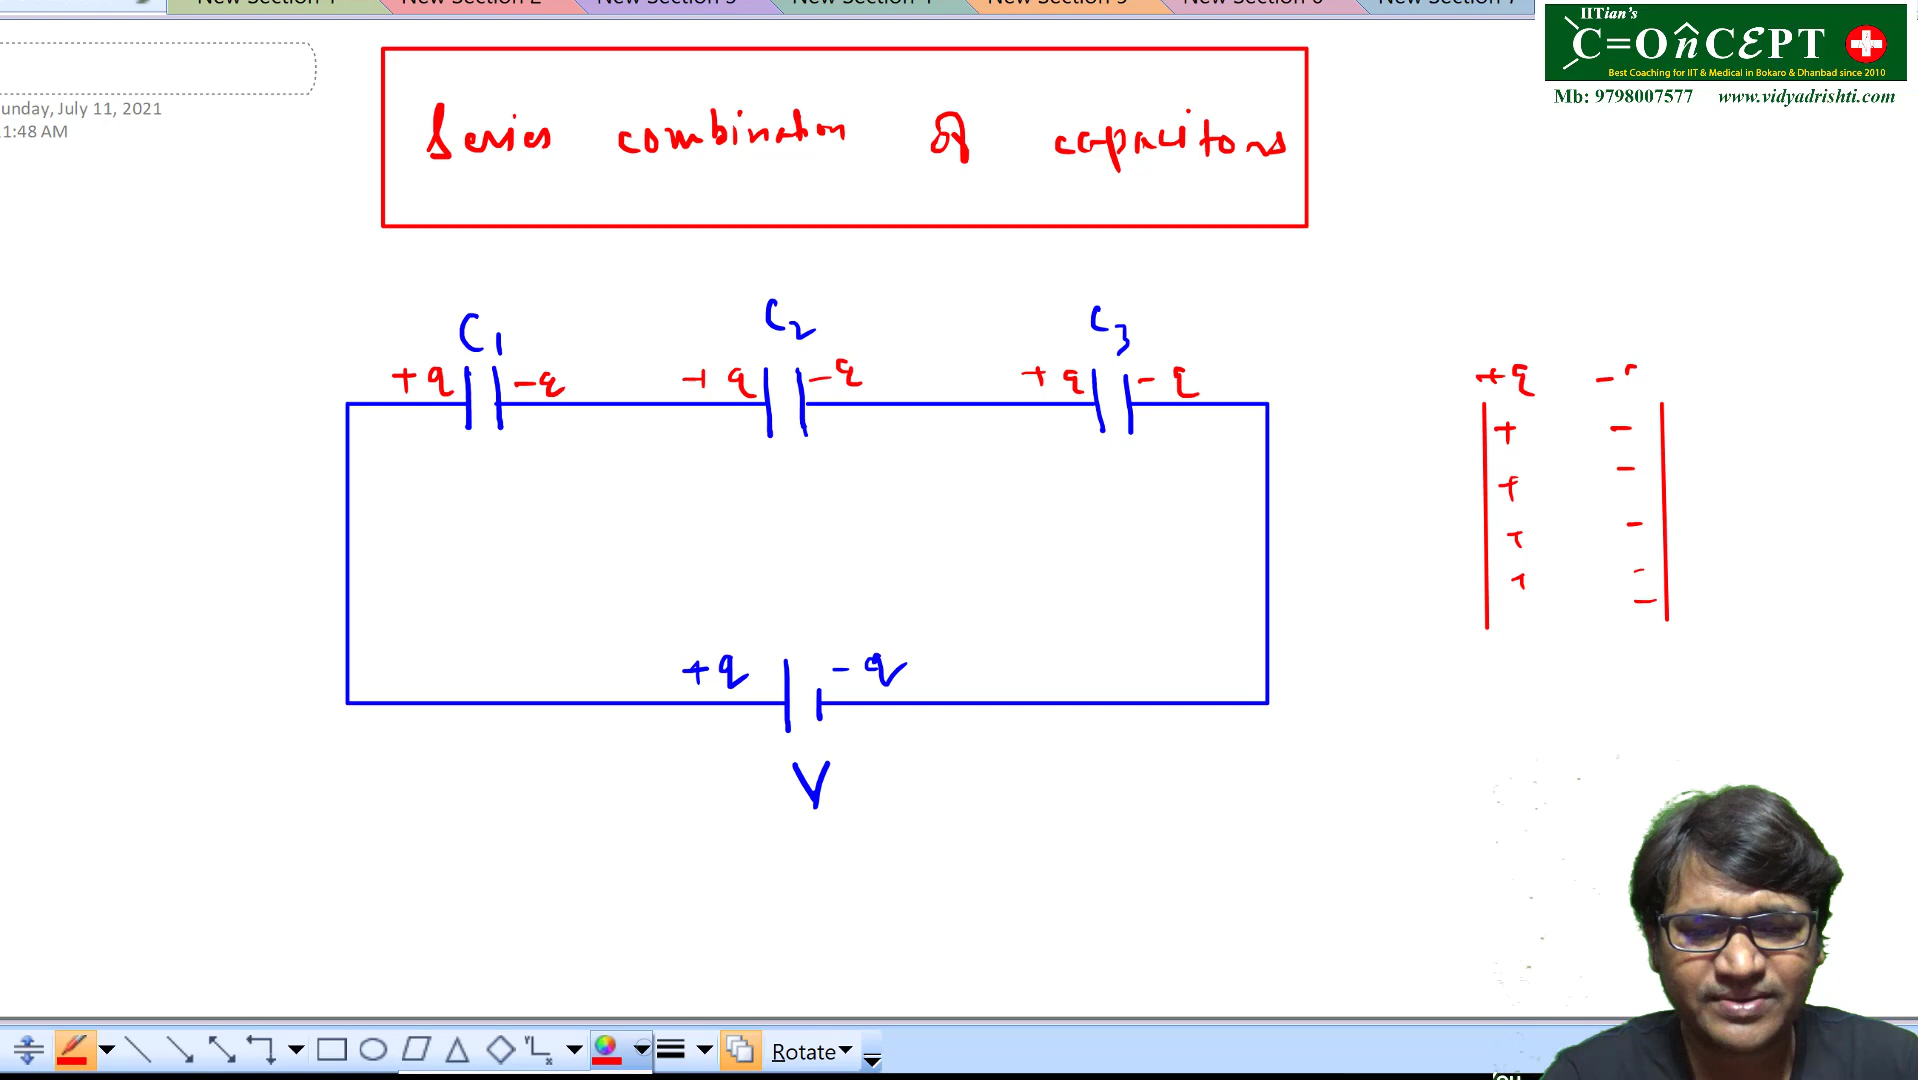 IITian's
C=OnCEPT
Best Coaching for IIT & Medical in Bokaro & Dhanbad since 2010
Mb: 9798007577 www.vidyadrishti.com
unday, July 11, 2021
1:48 AM
Series combination of capacitors
C1 C2 C3
+q -q +q -q +q -q
+q -
+ -
+ -
+ -
+ -
-
+q -q
V
Rotate